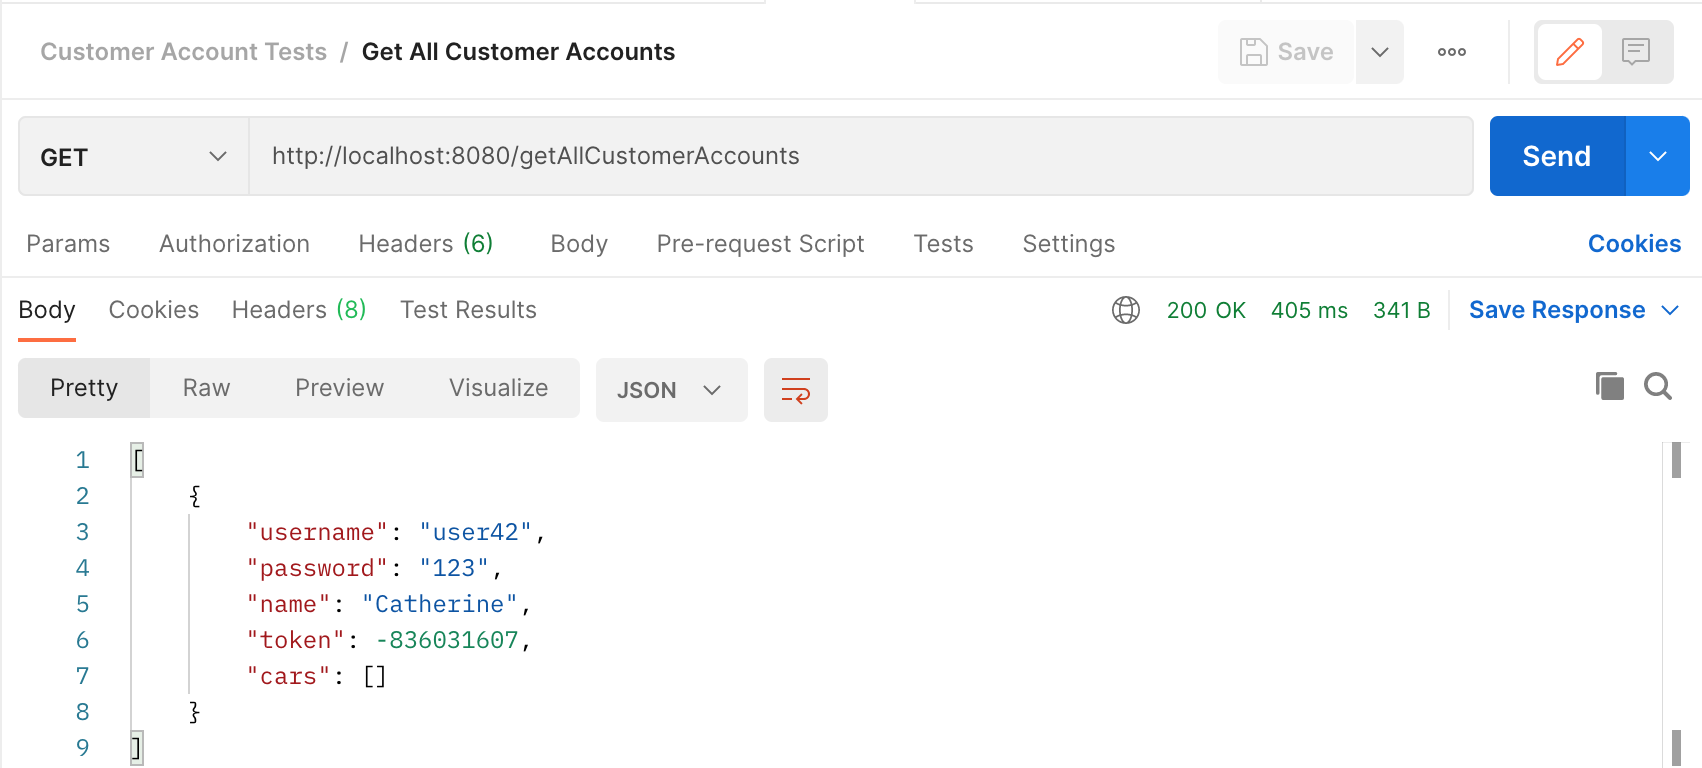 Customer Account Tests / Get All Customer Accounts Save
GET http://localhost:8080/getAllCustomerAccounts Send
Params Authorization Headers (6) Body Pre-request Script Tests Settings Cookies
Body Cookies Headers (8) Test Results 200 OK 405 ms 341 B Save Response
Pretty Raw Preview Visualize JSON
1 [
2 {
3 "username": "user42",
4 "password": "123",
5 "name": "Catherine",
6 "token": -836031607,
7 "cars": []
8 }
9 ]